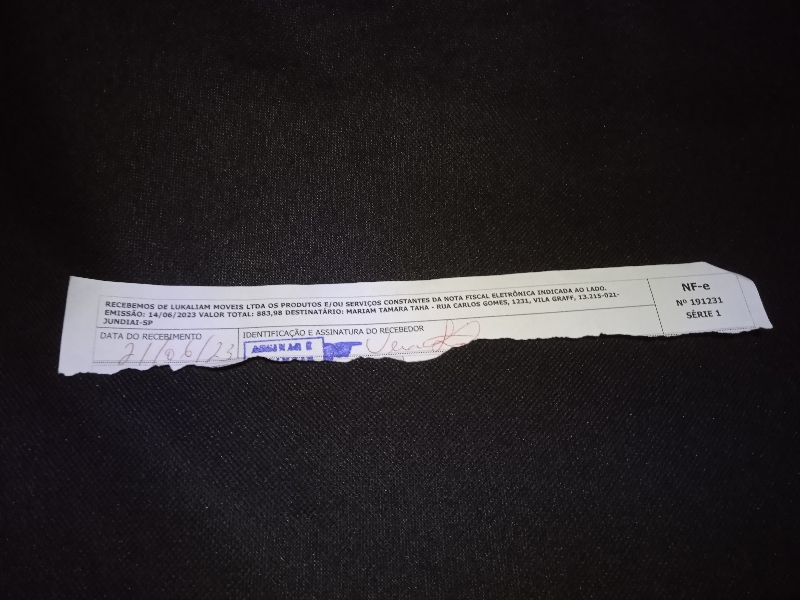 RECEBEMOS DE LUKALIAM MOVEIS LTDA OS PRODUTOS E/OU SERVIÇOS CONSTANTES DA NOTA FISCAL ELETRÔNICA INDICADA AO LADO.
EMISSÃO: 14/06/2023 VALOR TOTAL: 883,98 DESTINATÁRIO: MARIAM TAMARA TAHA - RUA CARLOS GOMES, 1231, VILA GRAFF, 13.215-021-
JUNDIAI-SP
NF-e
Nº 191231
SÉRIE 1
DATA DO RECEBIMENTO
21/06/23
IDENTIFICAÇÃO E ASSINATURA DO RECEBEDOR
ASSINAR E